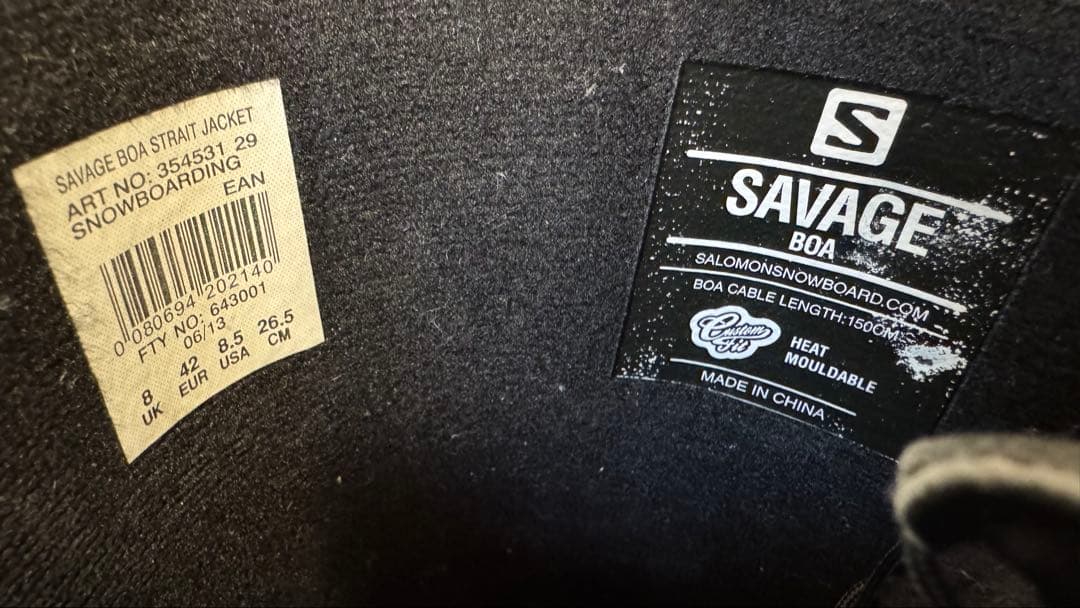 SAVAGE BOA STRAIT JACKET
ART NO: 354531 29
SNOWBOARDING
EAN
0 080694 202140
FTY NO: 643001
06/13
8 42 8.5 26.5
UK EUR USA CM
S
SAVAGE
BOA
SALOMONSNOWBOARD.COM
BOA CABLE LENGTH:150CM
Custom
Fit
HEAT
MOULDABLE
MADE IN CHINA